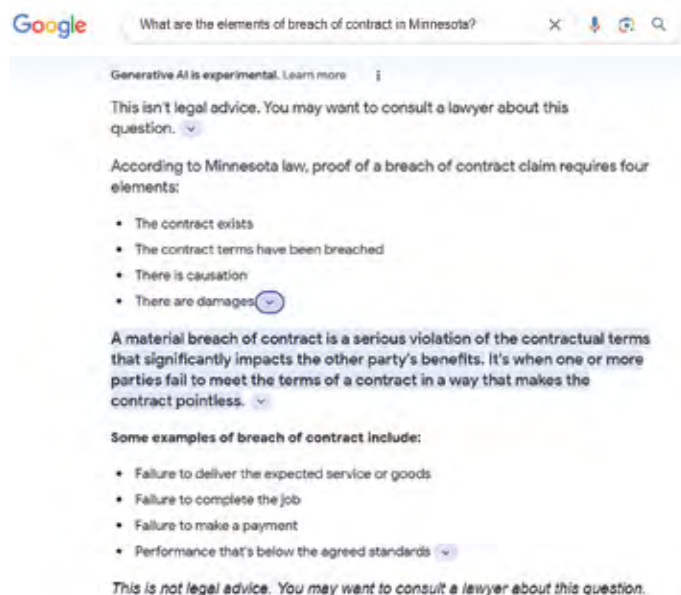 Google
What are the elements of breach of contract in Minnesota?
Generative AI is experimental. Learn more
This isn't legal advice. You may want to consult a lawyer about this
question.
According to Minnesota law, proof of a breach of contract claim requires four
elements:
• The contract exists
• The contract terms have been breached
• There is causation
• There are damages
A material breach of contract is a serious violation of the contractual terms
that significantly impacts the other party's benefits. It's when one or more
parties fail to meet the terms of a contract in a way that makes the
contract pointless.
Some examples of breach of contract include:
• Failure to deliver the expected service or goods
• Failure to complete the job
• Failure to make a payment
• Performance that's below the agreed standards
This is not legal advice. You may want to consult a lawyer about this question.